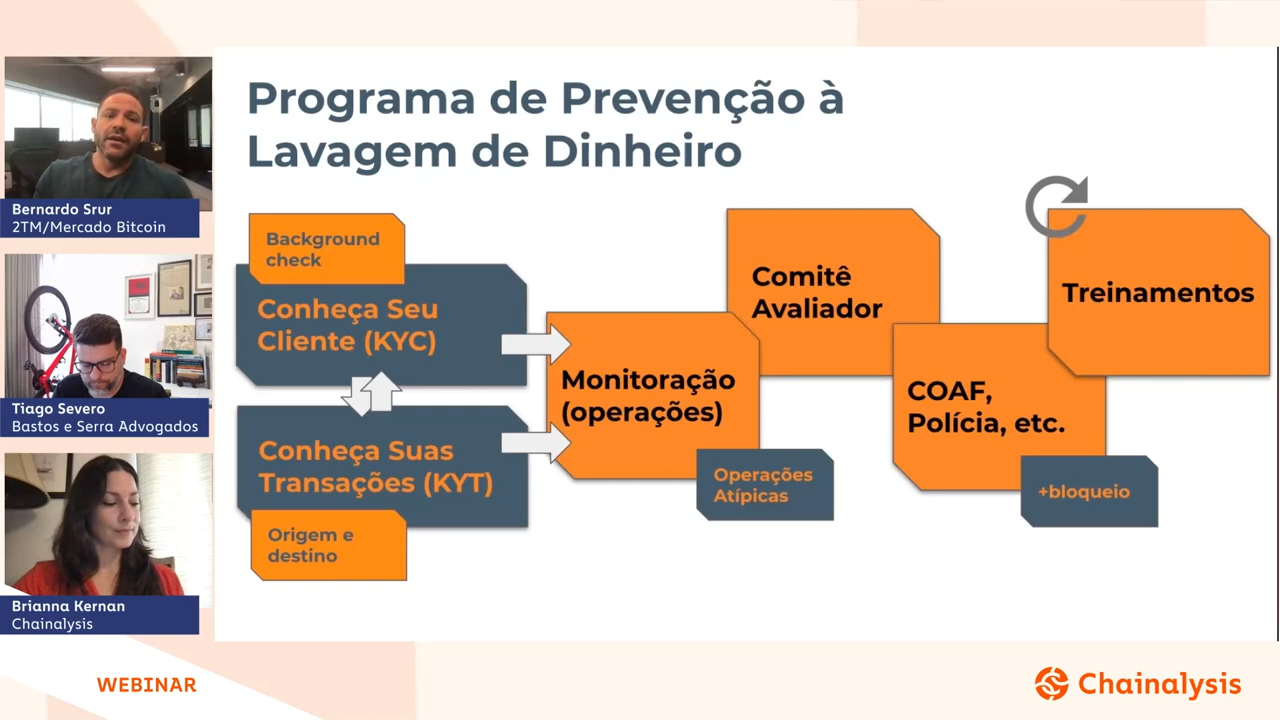 Programa de Prevenção à
Lavagem de Dinheiro
Bernardo Srur
2TM/Mercado Bitcoin
Tiago Severo
Bastos e Serra Advogados
Brianna Kernan
Chainalysis
Background
check
Conheça Seu
Cliente (KYC)
Conheça Suas
Transações (KYT)
Origem e
destino
Monitoração
(operações)
Operações
Atípicas
Comitê
Avaliador
COAF,
Polícia, etc.
+bloqueio
Treinamentos
WEBINAR
Chainalysis